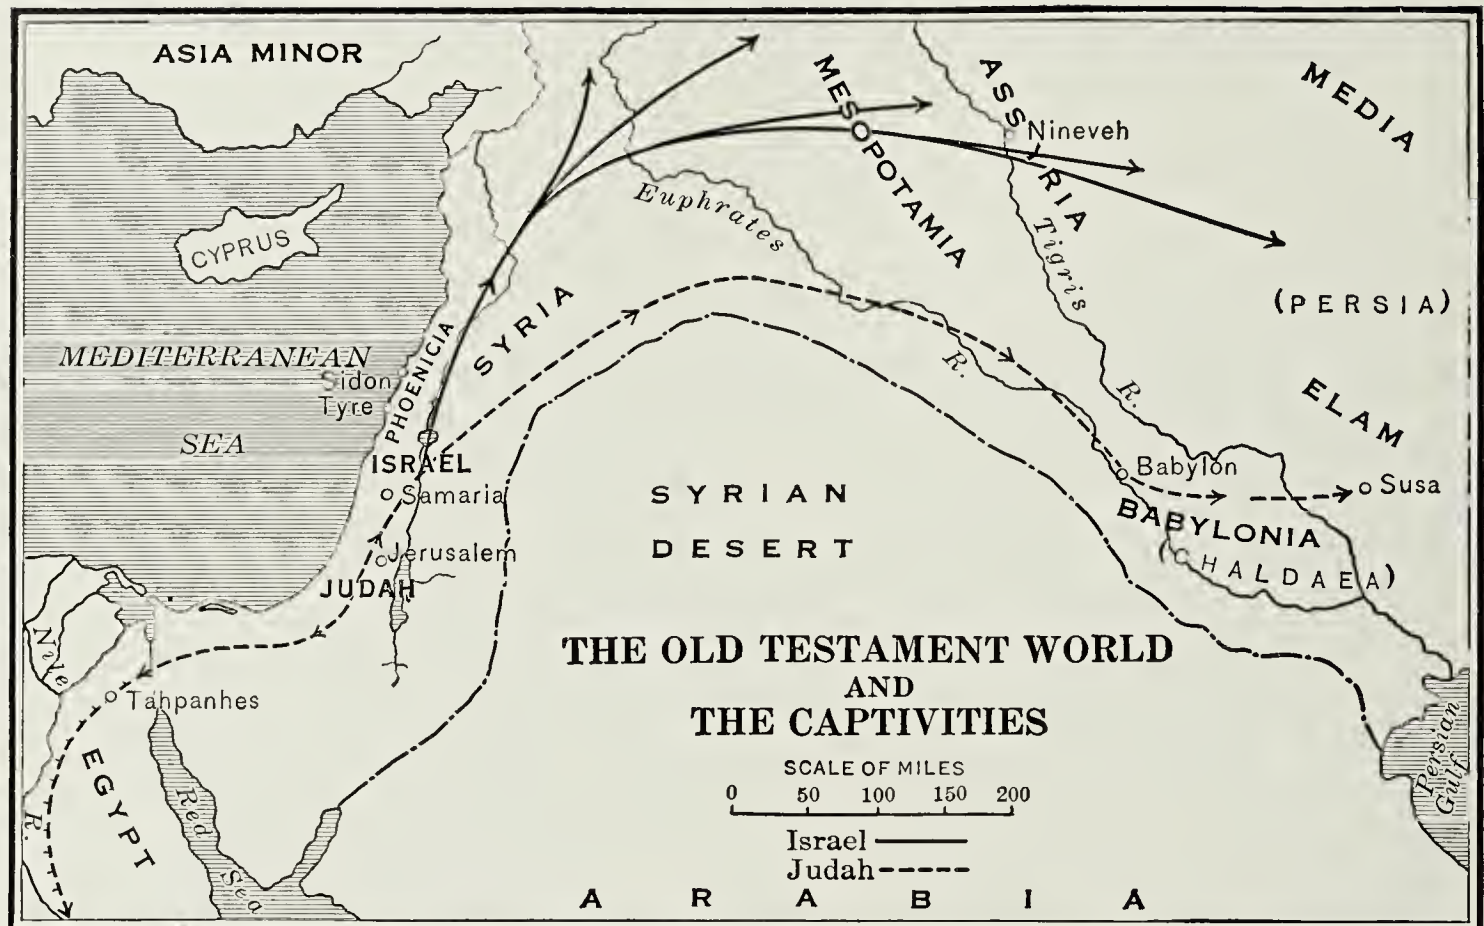 ASIA MINOR
MESOPOTAMIA
ASSYRIA
MEDIA
Nineveh
Euphrates
R.
Tigris
R.
CYPRUS
(PERSIA)
SYRIA
PHOENICIA
MEDITERRANEAN
SEA
Sidon
Tyre
ELAM
ISRAEL
Samaria
Babylon
Susa
SYRIAN
DESERT
BABYLONIA
(CHALDAEA)
Jerusalem
JUDAH
Nile
R.
Tahpanhes
EGYPT
Red
Sea
Persian
Gulf
THE OLD TESTAMENT WORLD
AND
THE CAPTIVITIES
SCALE OF MILES
0 50 100 150 200
Israel
Judah
ARABIA